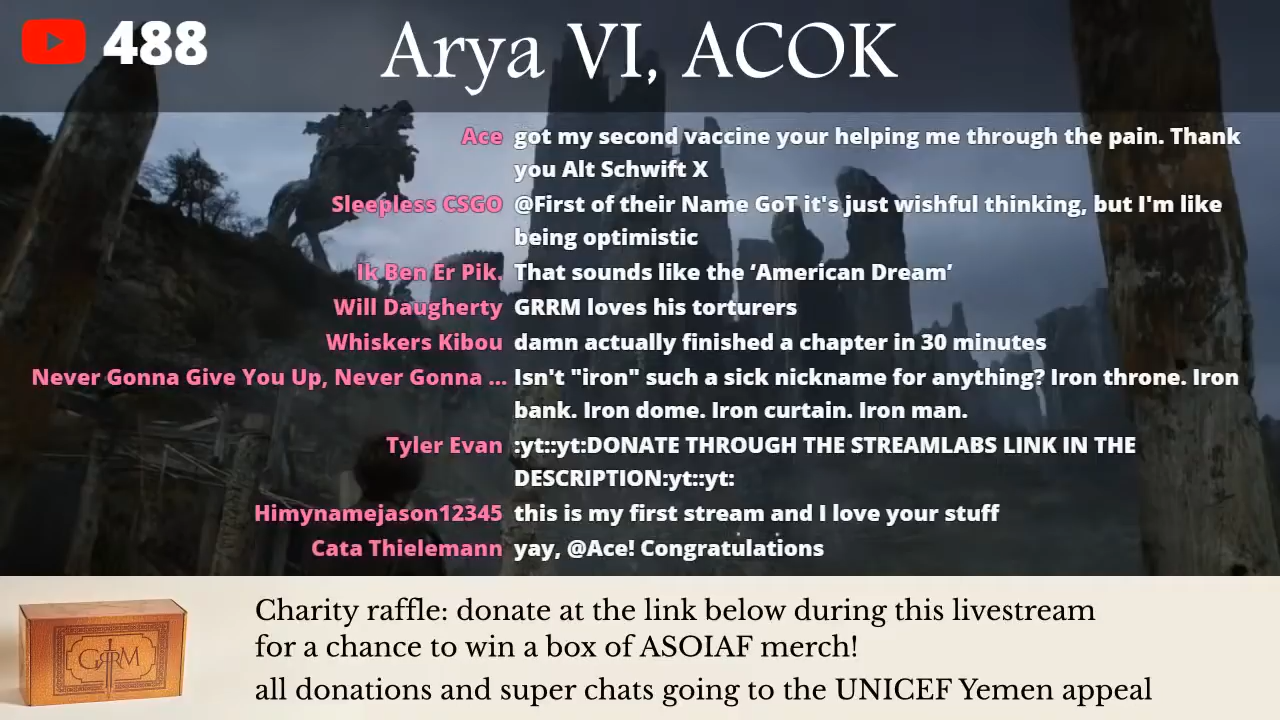 488
Arya VI, ACOK
Ace got my second vaccine your helping me through the pain. Thank
you Alt Schwift X
Sleepless CSGO @First of their Name GoT it's just wishful thinking, but I'm like
being optimistic
Ik Ben Er Pik. That sounds like the ‘American Dream’
Will Daugherty GRRM loves his torturers
Whiskers Kibou damn actually finished a chapter in 30 minutes
Never Gonna Give You Up, Never Gonna ... Isn't "iron" such a sick nickname for anything? Iron throne. Iron
bank. Iron dome. Iron curtain. Iron man.
Tyler Evan :yt::yt:DONATE THROUGH THE STREAMLABS LINK IN THE
DESCRIPTION:yt::yt:
Himynamejason12345 this is my first stream and I love your stuff
Cata Thielemann yay, @Ace! Congratulations
GRRM
Charity raffle: donate at the link below during this livestream
for a chance to win a box of ASOIAF merch!
all donations and super chats going to the UNICEF Yemen appeal